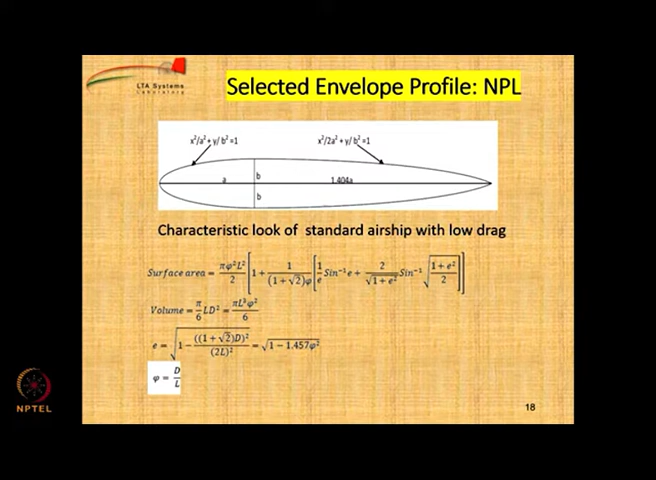 LTA Systems
Laboratory
Selected Envelope Profile: NPL
x²/a² + y/ b² =1
x²/2a² + y/ b² =1
a
b
1.404a
b
Characteristic look of standard airship with low drag
Surface area = πφ²L²/2 [1 + 1/((1+√2)φ) [1/e Sin⁻¹e + 2/√(1+e²) Sin⁻¹ √((1+e²)/2)]]
Volume = π/6 LD² = πL³φ²/6
e = √(1 − ((1+√2)D)²/(2L)²) = √(1 − 1.457φ²)
φ = D/L
NPTEL
18